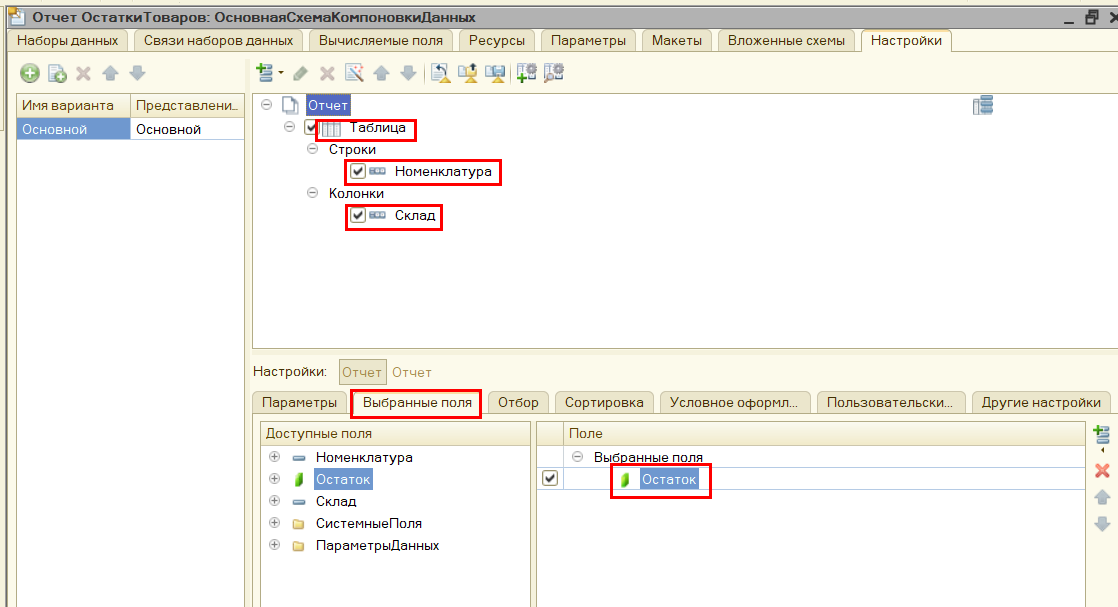 Отчет ОстаткиТоваров: ОсновнаяСхемаКомпоновкиДанных
Наборы данных Связи наборов данных Вычисляемые поля Ресурсы Параметры Макеты Вложенные схемы Настройки
Имя варианта Представлени...
Основной Основной
Отчет
Таблица
Строки
Номенклатура
Колонки
Склад
Настройки: Отчет Отчет
Параметры Выбранные поля Отбор Сортировка Условное оформл... Пользовательски... Другие настройки
Доступные поля
Номенклатура
Остаток
Склад
СистемныеПоля
ПараметрыДанных
Поле
Выбранные поля
Остаток